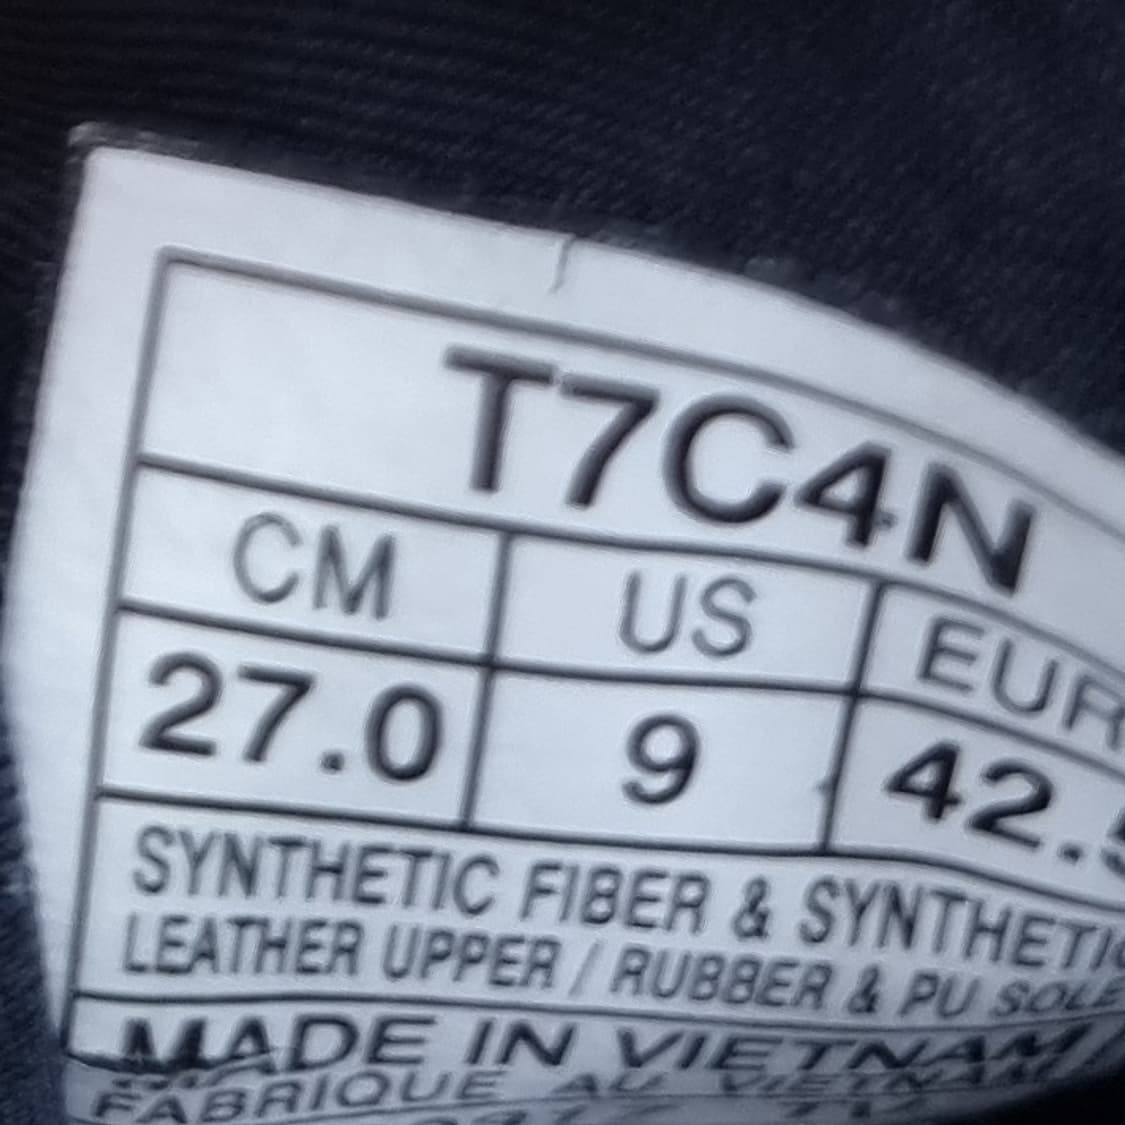 T7C4N
CM US EUR
27.0 9 42.5
SYNTHETIC FIBER & SYNTHETIC
LEATHER UPPER / RUBBER & PU SOLE
MADE IN VIETNAM /
FABRIQUE AU VIETNAM